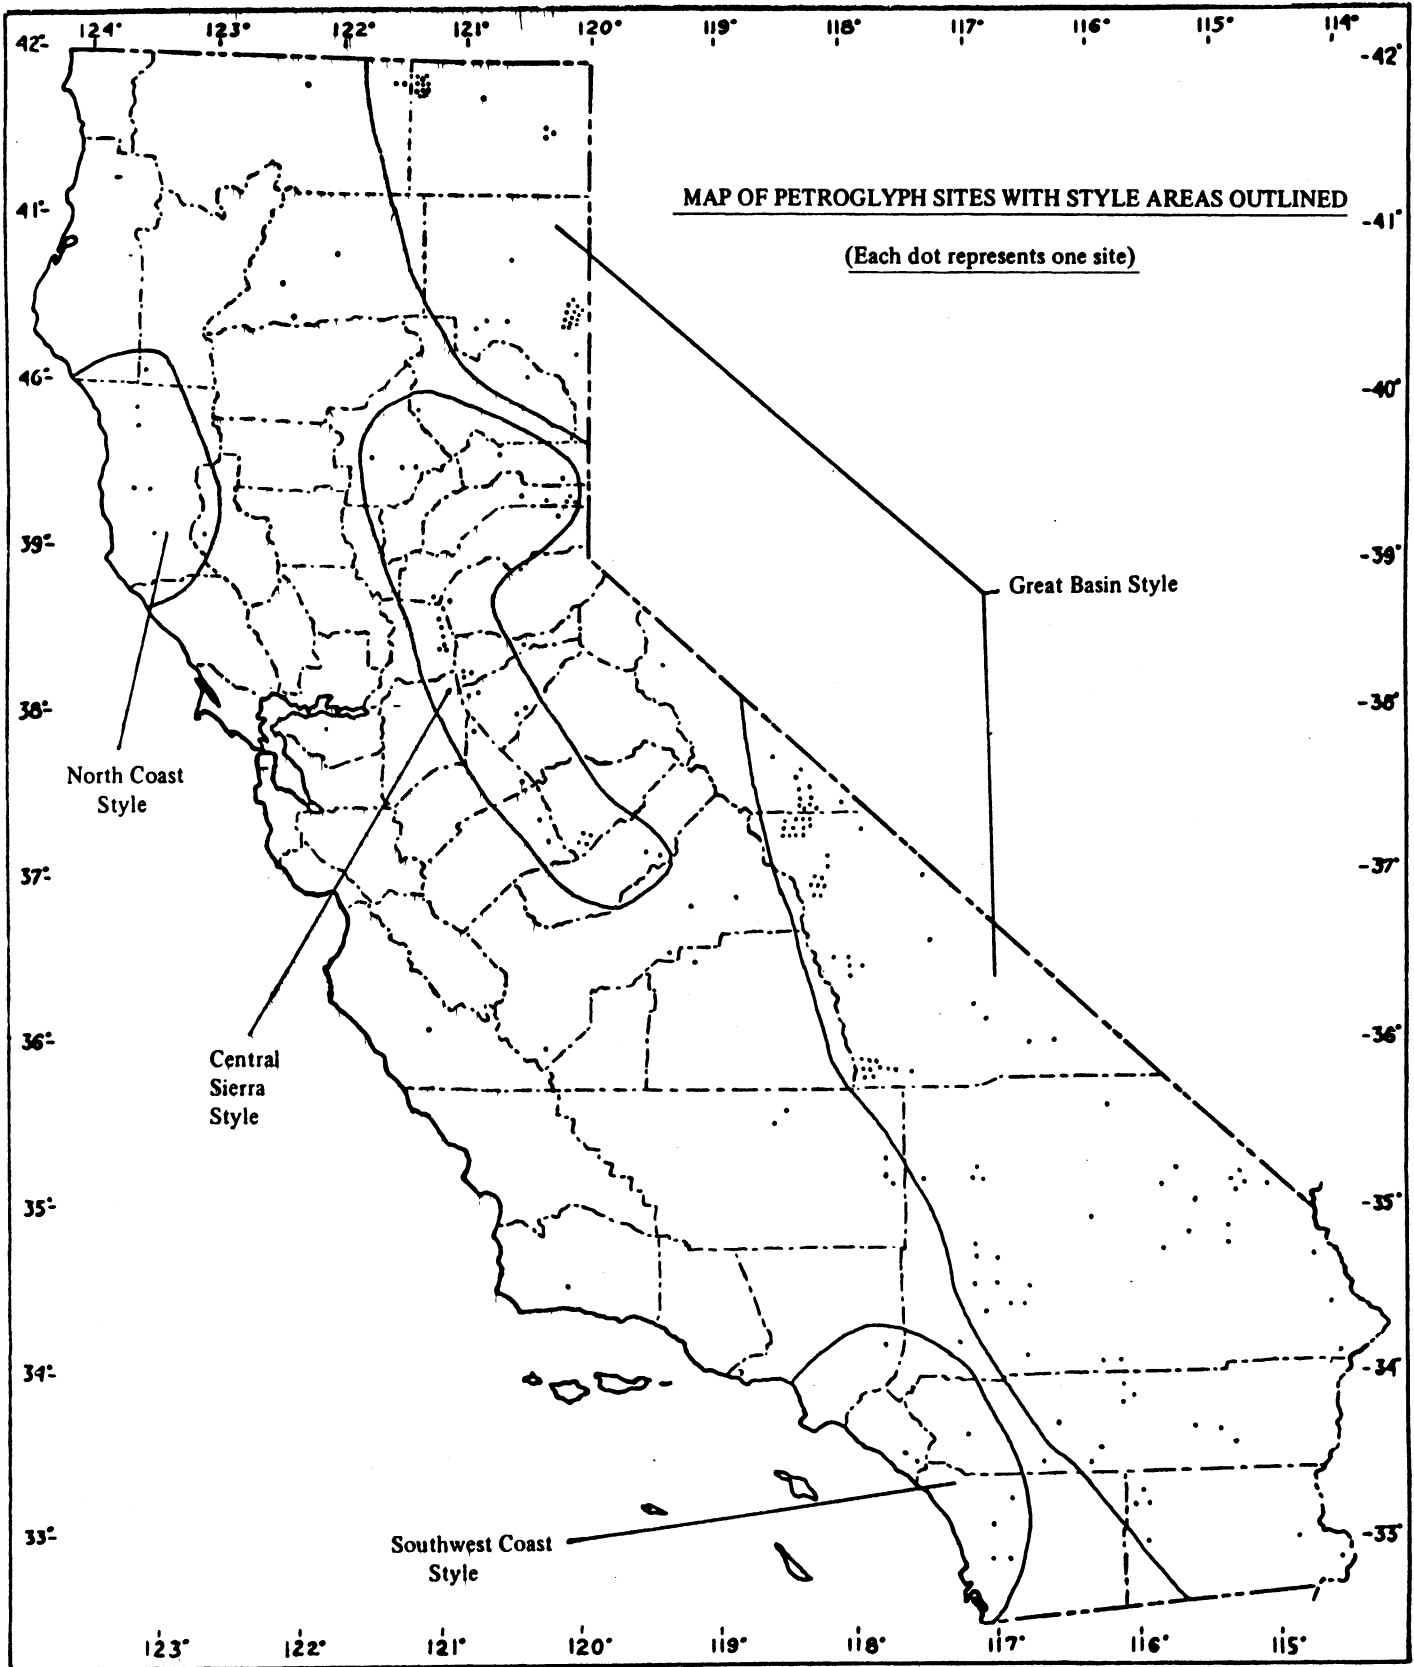 124° 123° 122° 121° 120° 119° 118° 117° 116° 115° 114°
42° -42°
MAP OF PETROGLYPH SITES WITH STYLE AREAS OUTLINED
41° -41°
(Each dot represents one site)
46° -40°
39° -39°
Great Basin Style
38° -38°
North Coast
Style
37° -37°
36° -36°
Central
Sierra
Style
35° -35°
34° -34°
33° -33°
Southwest Coast
Style
123° 122° 121° 120° 119° 118° 117° 116° 115°